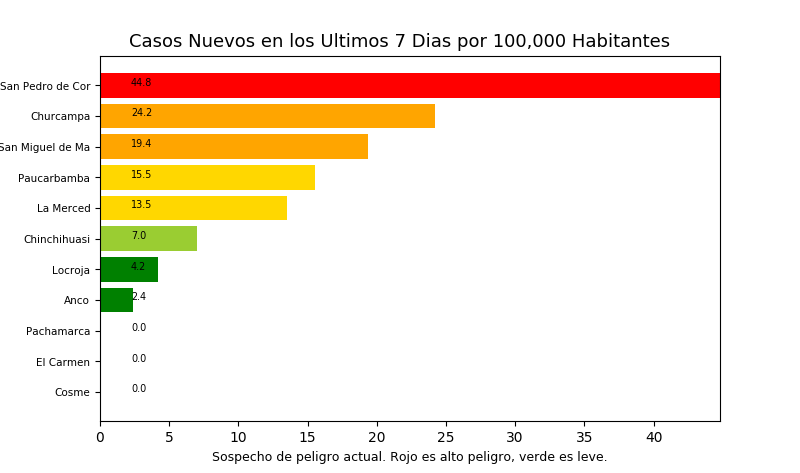 Casos Nuevos en los Ultimos 7 Dias por 100,000 Habitantes
San Pedro de Cor 44.8
Churcampa 24.2
San Miguel de Ma 19.4
Paucarbamba 15.5
La Merced 13.5
Chinchihuasi 7.0
Locroja 4.2
Anco 2.4
Pachamarca 0.0
El Carmen 0.0
Cosme 0.0
0 5 10 15 20 25 30 35 40
Sospecho de peligro actual. Rojo es alto peligro, verde es leve.